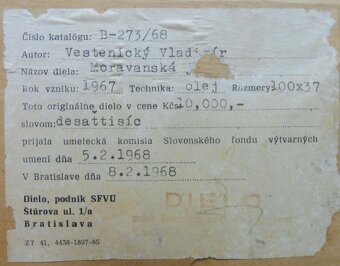 Číslo katalógu: B-273/68
Autor: Vestenický Vladimír
Názov diela: Moravanská
Rok vzniku: 1967 Technika: olej Rozmery 100x37
Toto originálne dielo v cene Kčs 10,000,-
slovom: desattisíc
prijala umelecká komisia Slovenského fondu výtvarných
umení dňa 5.2.1968
V Bratislave dňa 8.2.1968
Dielo, podnik SFVU
Štúrova ul. 1/a
Bratislava
DIELO
ZT 41, 4438-1897-65